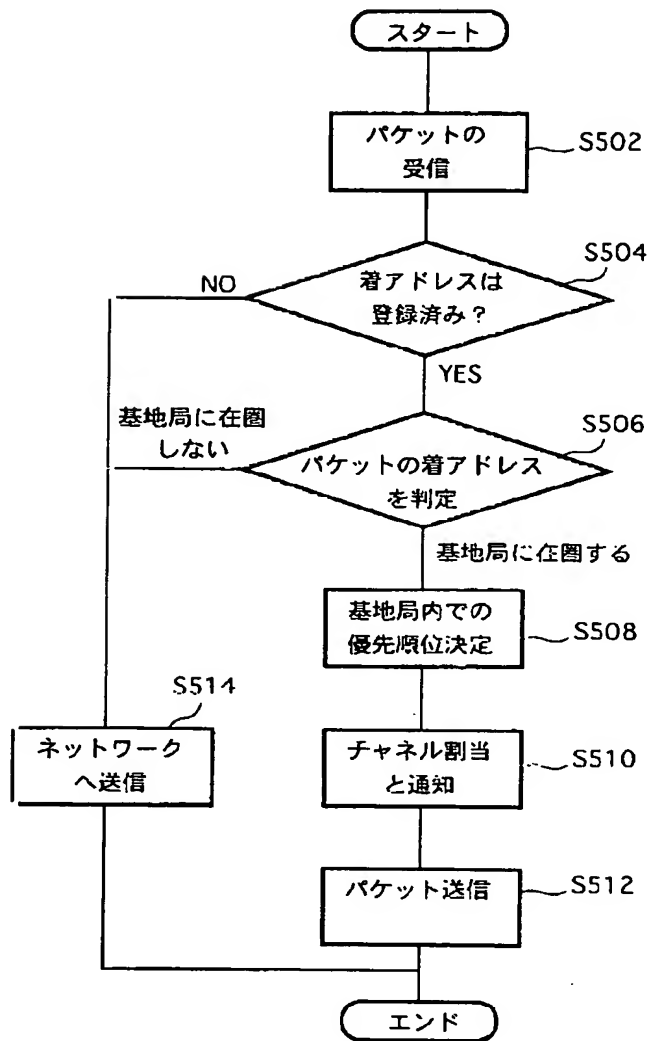 スタート
パケットの
受信
S502
着アドレスは
登録済み？
S504
NO
YES
基地局に在圏
しない
パケットの着アドレス
を判定
S506
基地局に在圏する
基地局内での
優先順位決定
S508
S514
ネットワーク
へ送信
チャネル割当
と通知
S510
パケット送信
S512
エンド